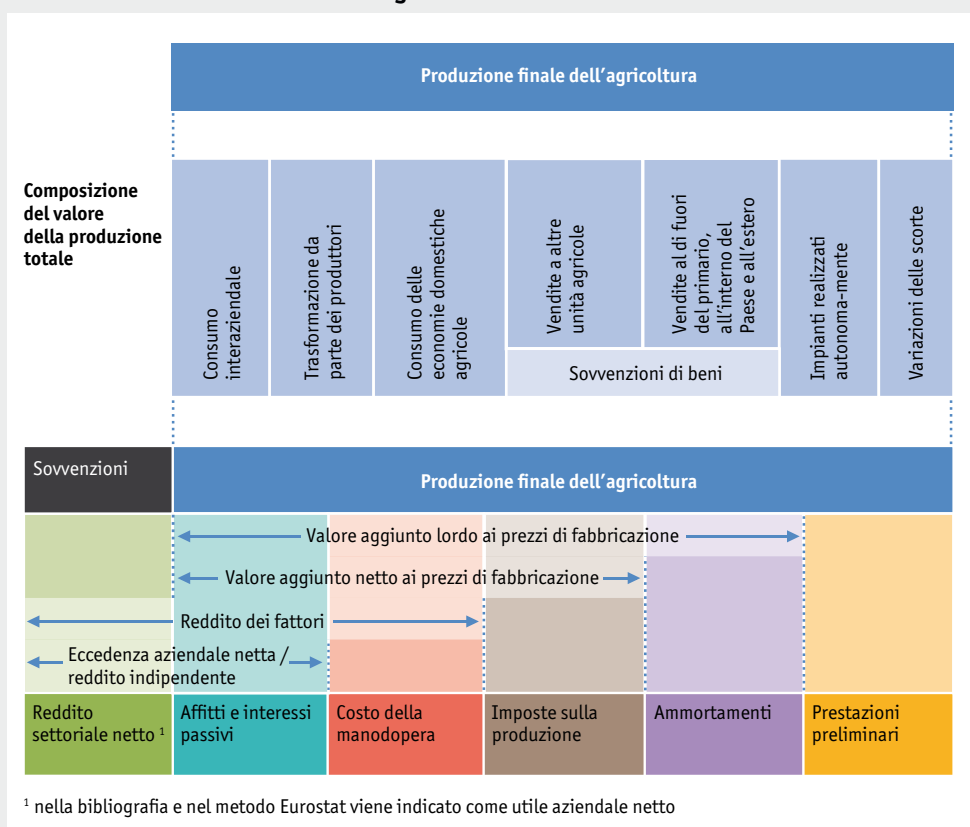 Produzione finale dell'agricoltura
Composizione
del valore
della produzione
totale
Consumo
interaziendale
Trasformazione da
parte dei produttori
Consumo delle
economie domestiche
agricole
Vendite a altre
unità agricole
Vendite al di fuori
del primario,
all'interno del
Paese e all'estero
Sovvenzioni di beni
Impianti realizzati
autonoma-mente
Variazioni delle scorte
Sovvenzioni
Produzione finale dell'agricoltura
Valore aggiunto lordo ai prezzi di fabbricazione
Valore aggiunto netto ai prezzi di fabbricazione
Reddito dei fattori
Eccedenza aziendale netta /
reddito indipendente
Reddito
settoriale netto ¹
Affitti e interessi
passivi
Costo della
manodopera
Imposte sulla
produzione
Ammortamenti
Prestazioni
preliminari
¹ nella bibliografia e nel metodo Eurostat viene indicato come utile aziendale netto